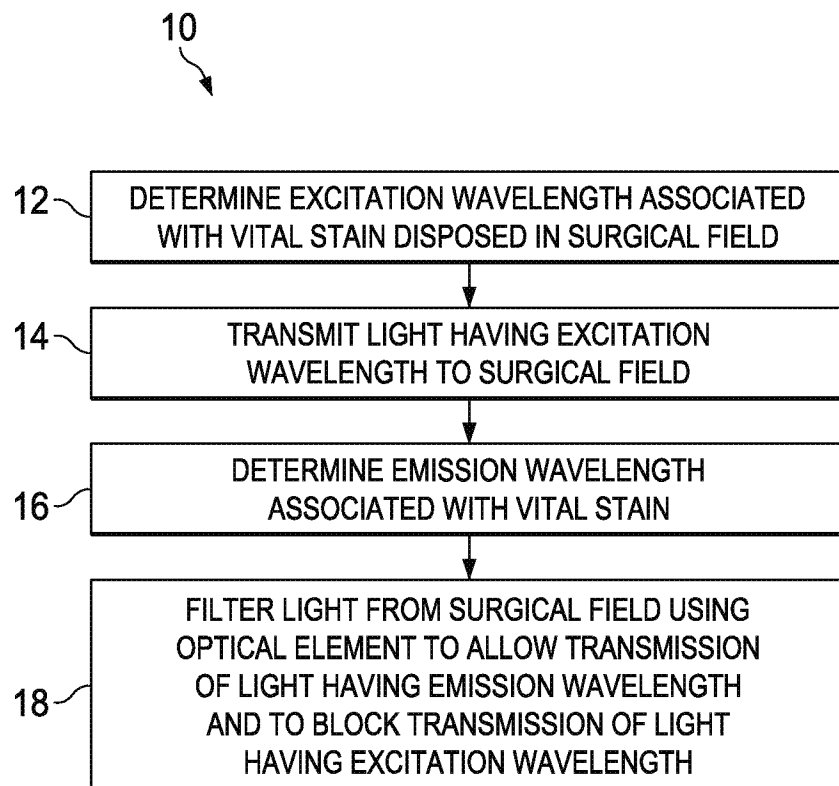 10
12
DETERMINE EXCITATION WAVELENGTH ASSOCIATED
WITH VITAL STAIN DISPOSED IN SURGICAL FIELD
14
TRANSMIT LIGHT HAVING EXCITATION
WAVELENGTH TO SURGICAL FIELD
16
DETERMINE EMISSION WAVELENGTH
ASSOCIATED WITH VITAL STAIN
18
FILTER LIGHT FROM SURGICAL FIELD USING
OPTICAL ELEMENT TO ALLOW TRANSMISSION
OF LIGHT HAVING EMISSION WAVELENGTH
AND TO BLOCK TRANSMISSION OF LIGHT
HAVING EXCITATION WAVELENGTH